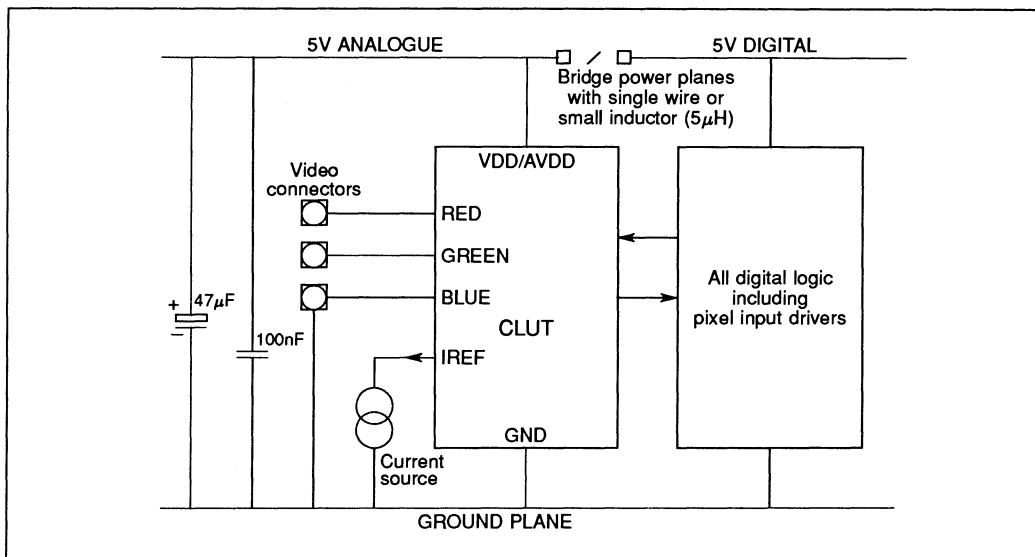 5V ANALOGUE
5V DIGITAL
Bridge power planes
with single wire or
small inductor (5μH)
VDD/AVDD
Video
connectors
RED
GREEN
BLUE
CLUT
IREF
GND
All digital logic
including
pixel input drivers
+
47μF
−
100nF
Current
source
GROUND PLANE